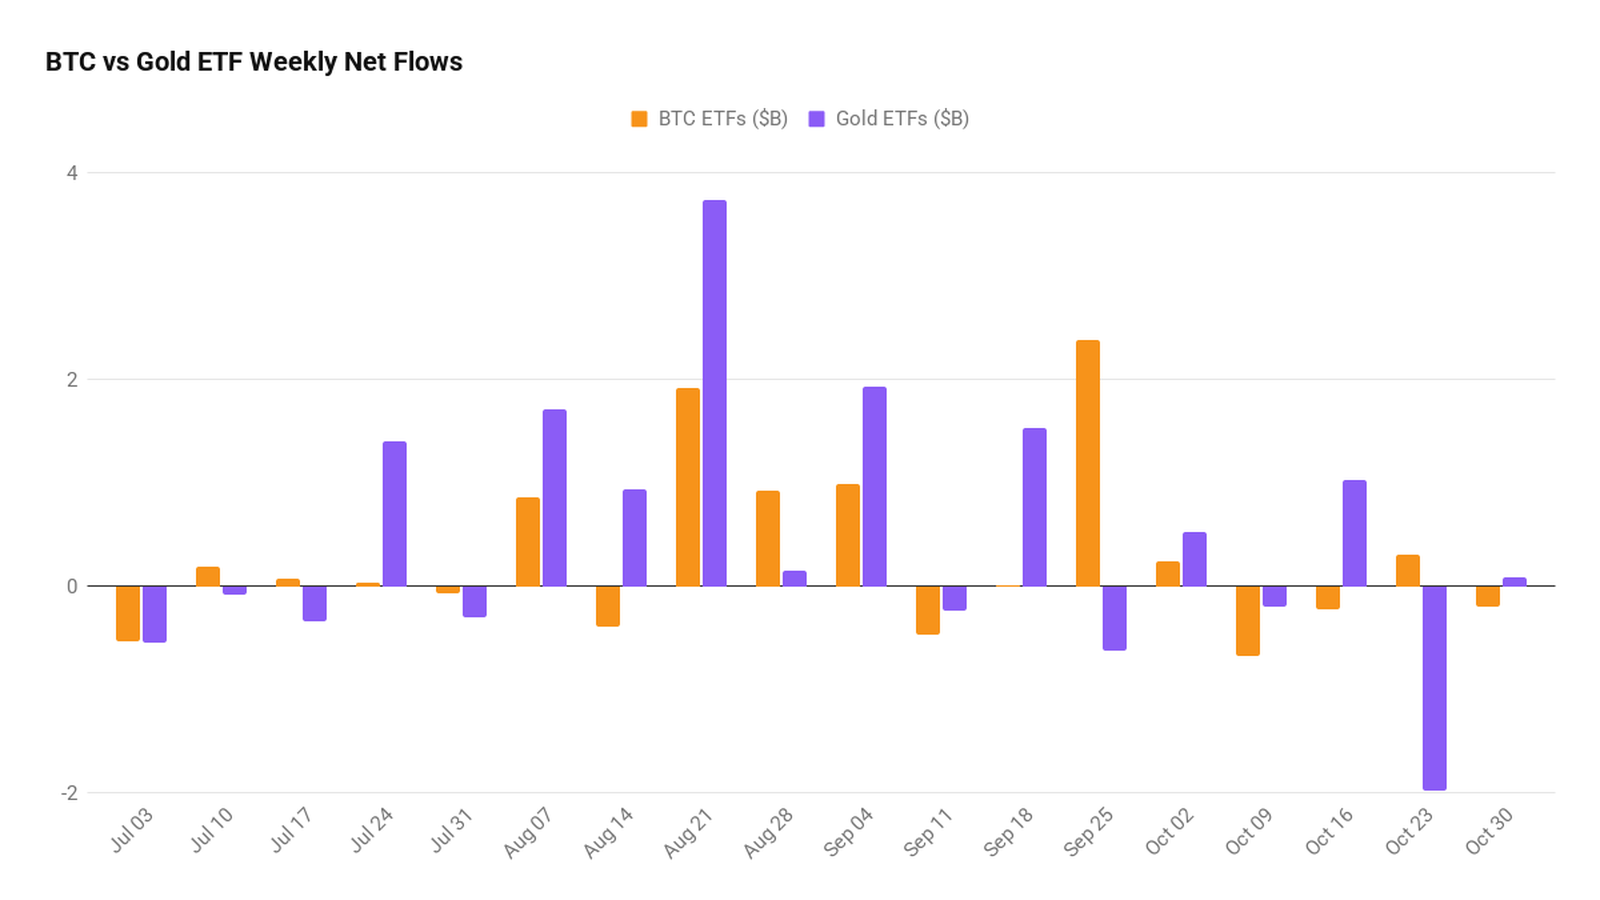 BTC vs Gold ETF Weekly Net Flows
BTC ETFs ($B) Gold ETFs ($B)
4
2
0
-2
Jul 03 Jul 10 Jul 17 Jul 24 Jul 31 Aug 07 Aug 14 Aug 21 Aug 28 Sep 04 Sep 11 Sep 18 Sep 25 Oct 02 Oct 09 Oct 16 Oct 23 Oct 30